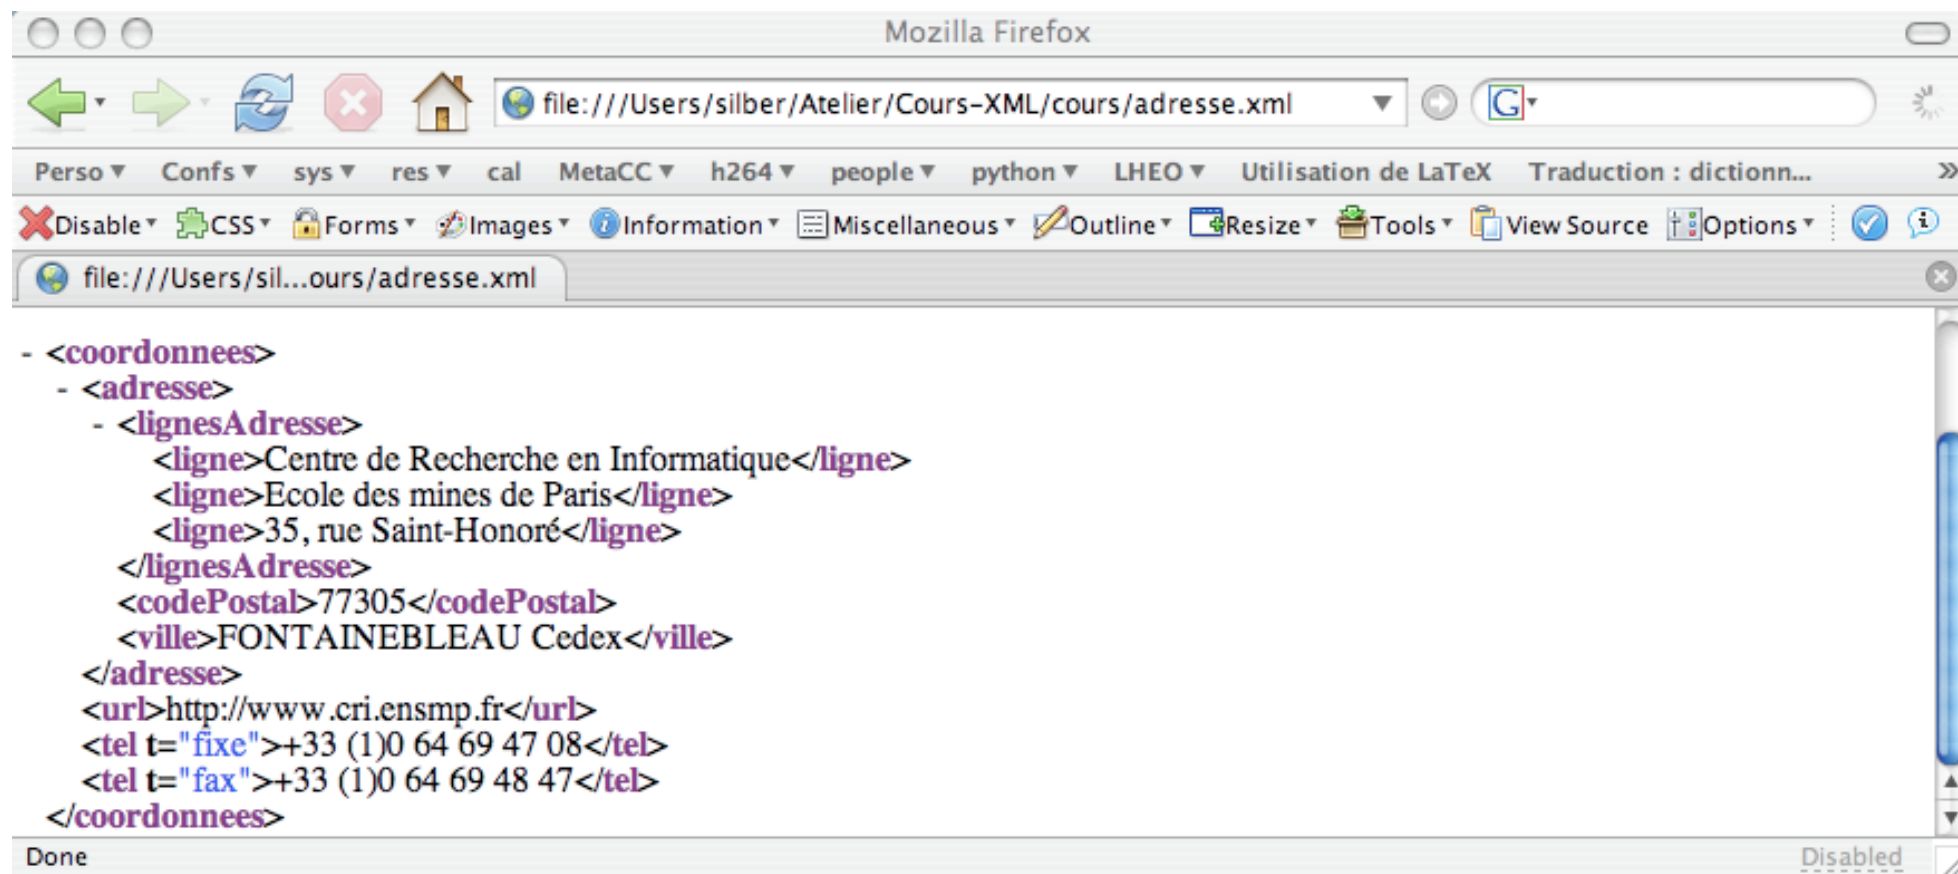 Mozilla Firefox
file:///Users/silber/Atelier/Cours-XML/cours/adresse.xml G
Perso Confs sys res cal MetaCC h264 people python LHEO Utilisation de LaTeX Traduction : dictionn... »
Disable CSS Forms Images Information Miscellaneous Outline Resize Tools View Source Options
file:///Users/sil...ours/adresse.xml
- <coordonnees>
- <adresse>
- <lignesAdresse>
<ligne>Centre de Recherche en Informatique</ligne>
<ligne>Ecole des mines de Paris</ligne>
<ligne>35, rue Saint-Honoré</ligne>
</lignesAdresse>
<codePostal>77305</codePostal>
<ville>FONTAINEBLEAU Cedex</ville>
</adresse>
<url>http://www.cri.ensmp.fr</url>
<tel t="fixe">+33 (1)0 64 69 47 08</tel>
<tel t="fax">+33 (1)0 64 69 48 47</tel>
</coordonnees>
Done Disabled